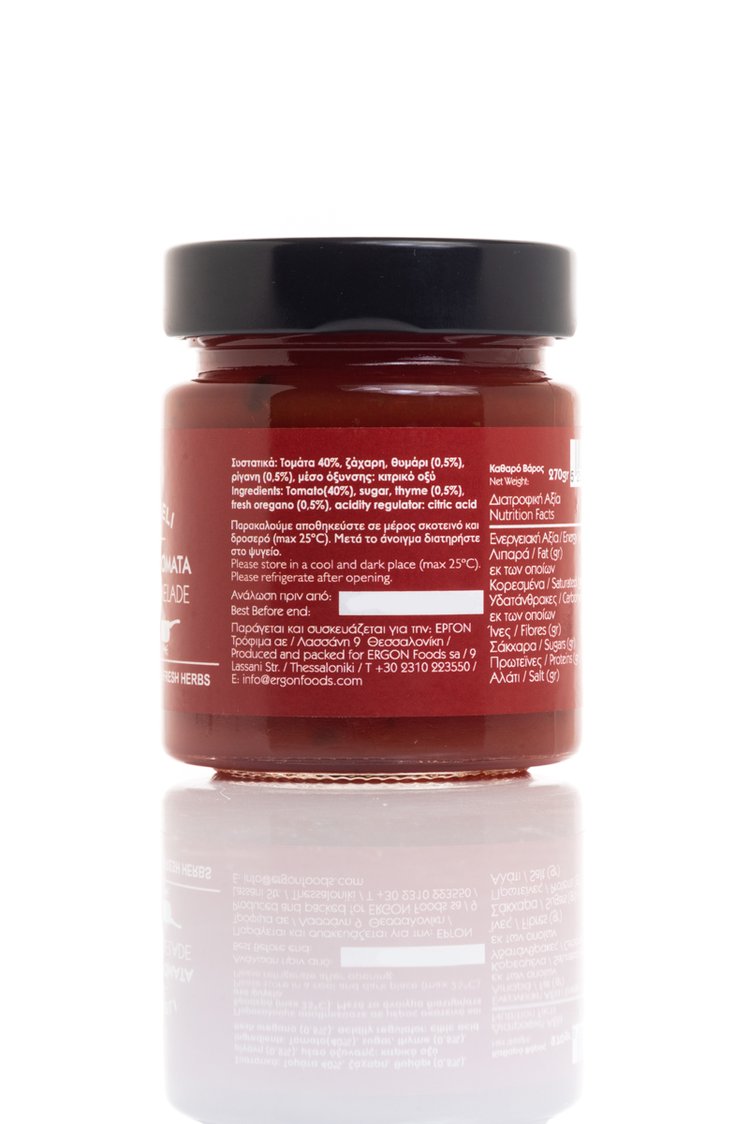 ELI
ΟΜΑΤΑ
ELADE
FRESH HERBS
Συστατικά: Τομάτα 40%, ζάχαρη, θυμάρι (0,5%),
ρίγανη (0,5%), μέσο όξυνσης: κιτρικό οξύ
Ingredients: Tomato(40%), sugar, thyme (0,5%),
fresh oregano (0,5%), acidity regulator: citric acid
Παρακαλούμε αποθηκεύστε σε μέρος σκοτεινό και
δροσερό (max 25°C). Μετά το άνοιγμα διατηρήστε
στο ψυγείο.
Please store in a cool and dark place (max 25°C).
Please refrigerate after opening.
Ανάλωση πριν από:
Best Before end:
Παράγεται και συσκευάζεται για την: ΕΡΓΟΝ
Τρόφιμα αε / Λασσάνη 9 Θεσσαλονίκη /
Produced and packed for ERGON Foods sa / 9
Lassani Str. / Thessaloniki / T +30 2310 223550 /
E: info@ergonfoods.com
Καθαρό Βάρος 270gr
Net Weight:
Διατροφική Αξία
Nutrition Facts
Ενεργειακή Αξία / Energy
Λιπαρά / Fat (gr)
εκ των οποίων
Κορεσμένα / Saturated
Υδατάνθρακες / Carbohy
εκ των οποίων
Ίνες / Fibres (gr)
Σάκχαρα / Sugars (gr)
Πρωτεΐνες / Proteins (gr)
Αλάτι / Salt (gr)